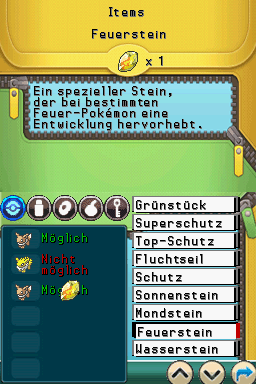 Items
Feuerstein
x 1
Ein spezieller Stein,
der bei bestimmten
Feuer-Pokémon eine
Entwicklung hervorhebt.
Möglich
Nicht
möglich
Grünstück
Superschutz
Top-Schutz
Fluchtseil
Schutz
Sonnenstein
Mondstein
Feuerstein
Wasserstein